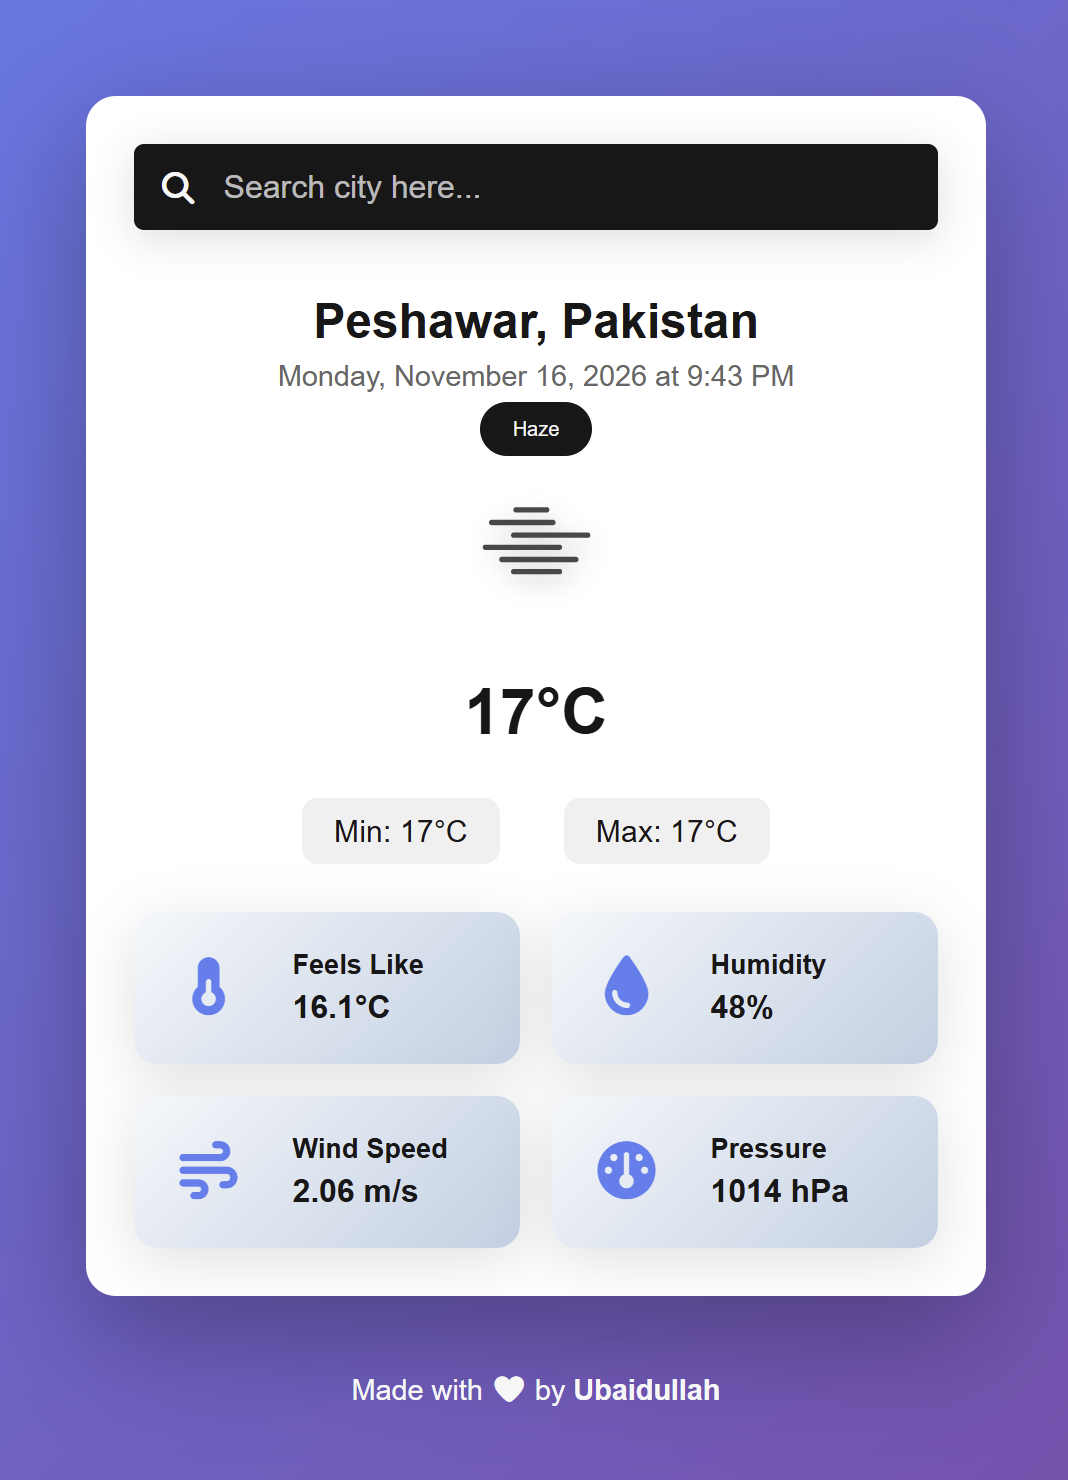 Search city here...
Peshawar, Pakistan
Monday, November 16, 2026 at 9:43 PM
Haze
17°C
Min: 17°C
Max: 17°C
Feels Like
16.1°C
Humidity
48%
Wind Speed
2.06 m/s
Pressure
1014 hPa
Made with 🤍 by Ubaidullah